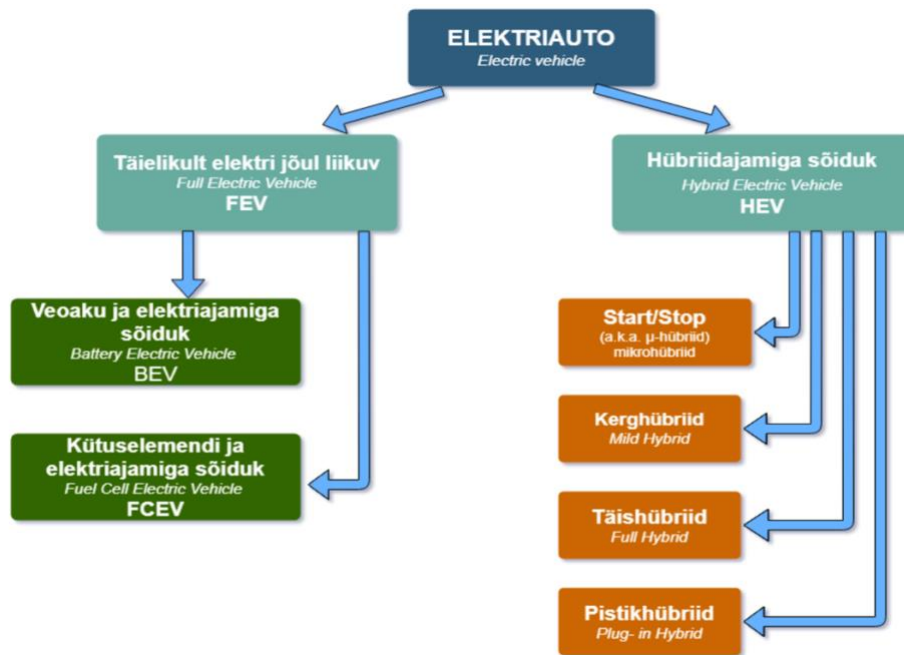 ELEKTRIAUTO
Electric vehicle
Täielikult elektri jõul liikuv
Full Electric Vehicle
FEV
Hübriidajamiga sõiduk
Hybrid Electric Vehicle
HEV
Veoaku ja elektriajamiga
sõiduk
Battery Electric Vehicle
BEV
Kütuselemendi ja
elektriajamiga sõiduk
Fuel Cell Electric Vehicle
FCEV
Start/Stop
(a.k.a. µ-hübriid)
mikrohübriid
Kerghübriid
Mild Hybrid
Täishübriid
Full Hybrid
Pistikhübriid
Plug- in Hybrid